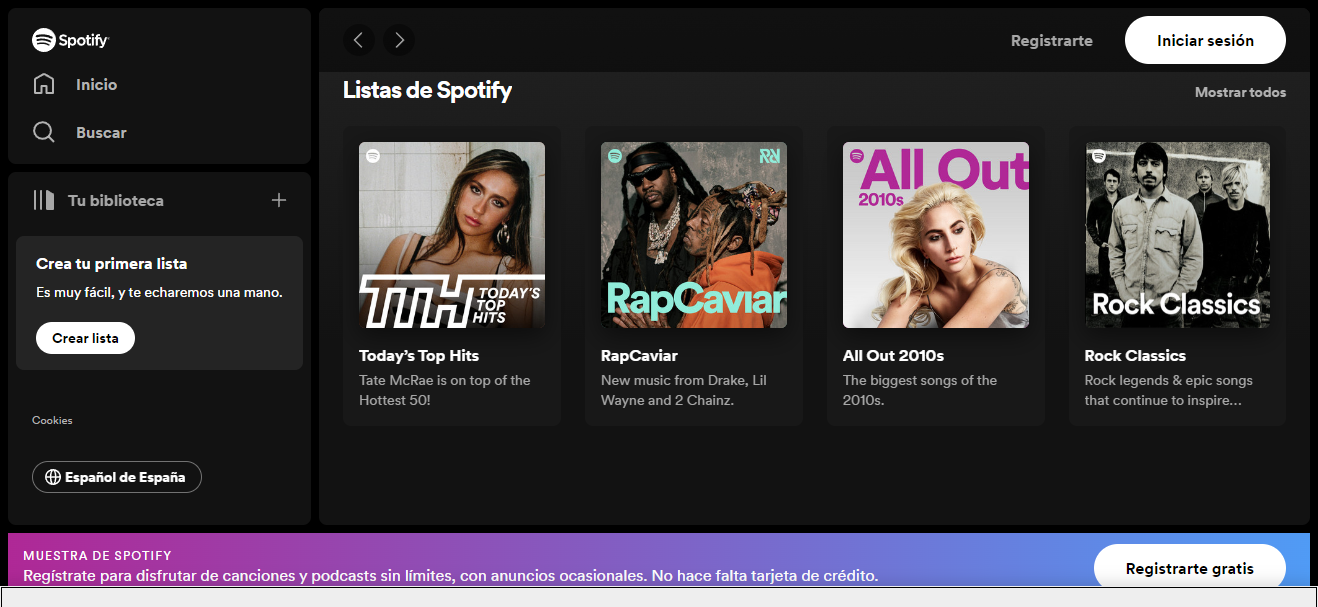 Spotify
Inicio
Buscar
Tu biblioteca
Crea tu primera lista
Es muy fácil, y te echaremos una mano.
Crear lista
Cookies
Español de España
Registrarte
Iniciar sesión
Listas de Spotify
Mostrar todos
TTH TODAY'S
TOP
HITS
Today's Top Hits
Tate McRae is on top of the
Hottest 50!
RapCaviar
RapCaviar
New music from Drake, Lil
Wayne and 2 Chainz.
All Out
2010s
All Out 2010s
The biggest songs of the
2010s.
Rock Classics
Rock Classics
Rock legends & epic songs
that continue to inspire...
MUESTRA DE SPOTIFY
Regístrate para disfrutar de canciones y podcasts sin límites, con anuncios ocasionales. No hace falta tarjeta de crédito.
Registrarte gratis